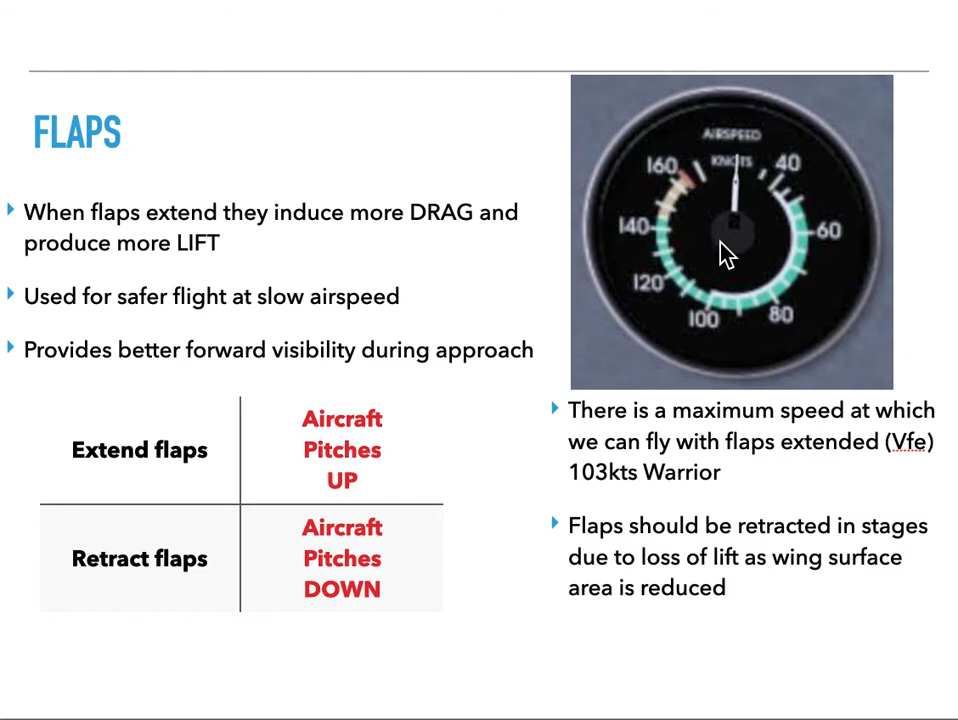 FLAPS
When flaps extend they induce more DRAG and
produce more LIFT
Used for safer flight at slow airspeed
Provides better forward visibility during approach
Extend flaps
Aircraft
Pitches
UP
Retract flaps
Aircraft
Pitches
DOWN
AIRSPEED
KNOTS
160
40
140
60
120
80
100
There is a maximum speed at which
we can fly with flaps extended (Vfe)
103kts Warrior
Flaps should be retracted in stages
due to loss of lift as wing surface
area is reduced